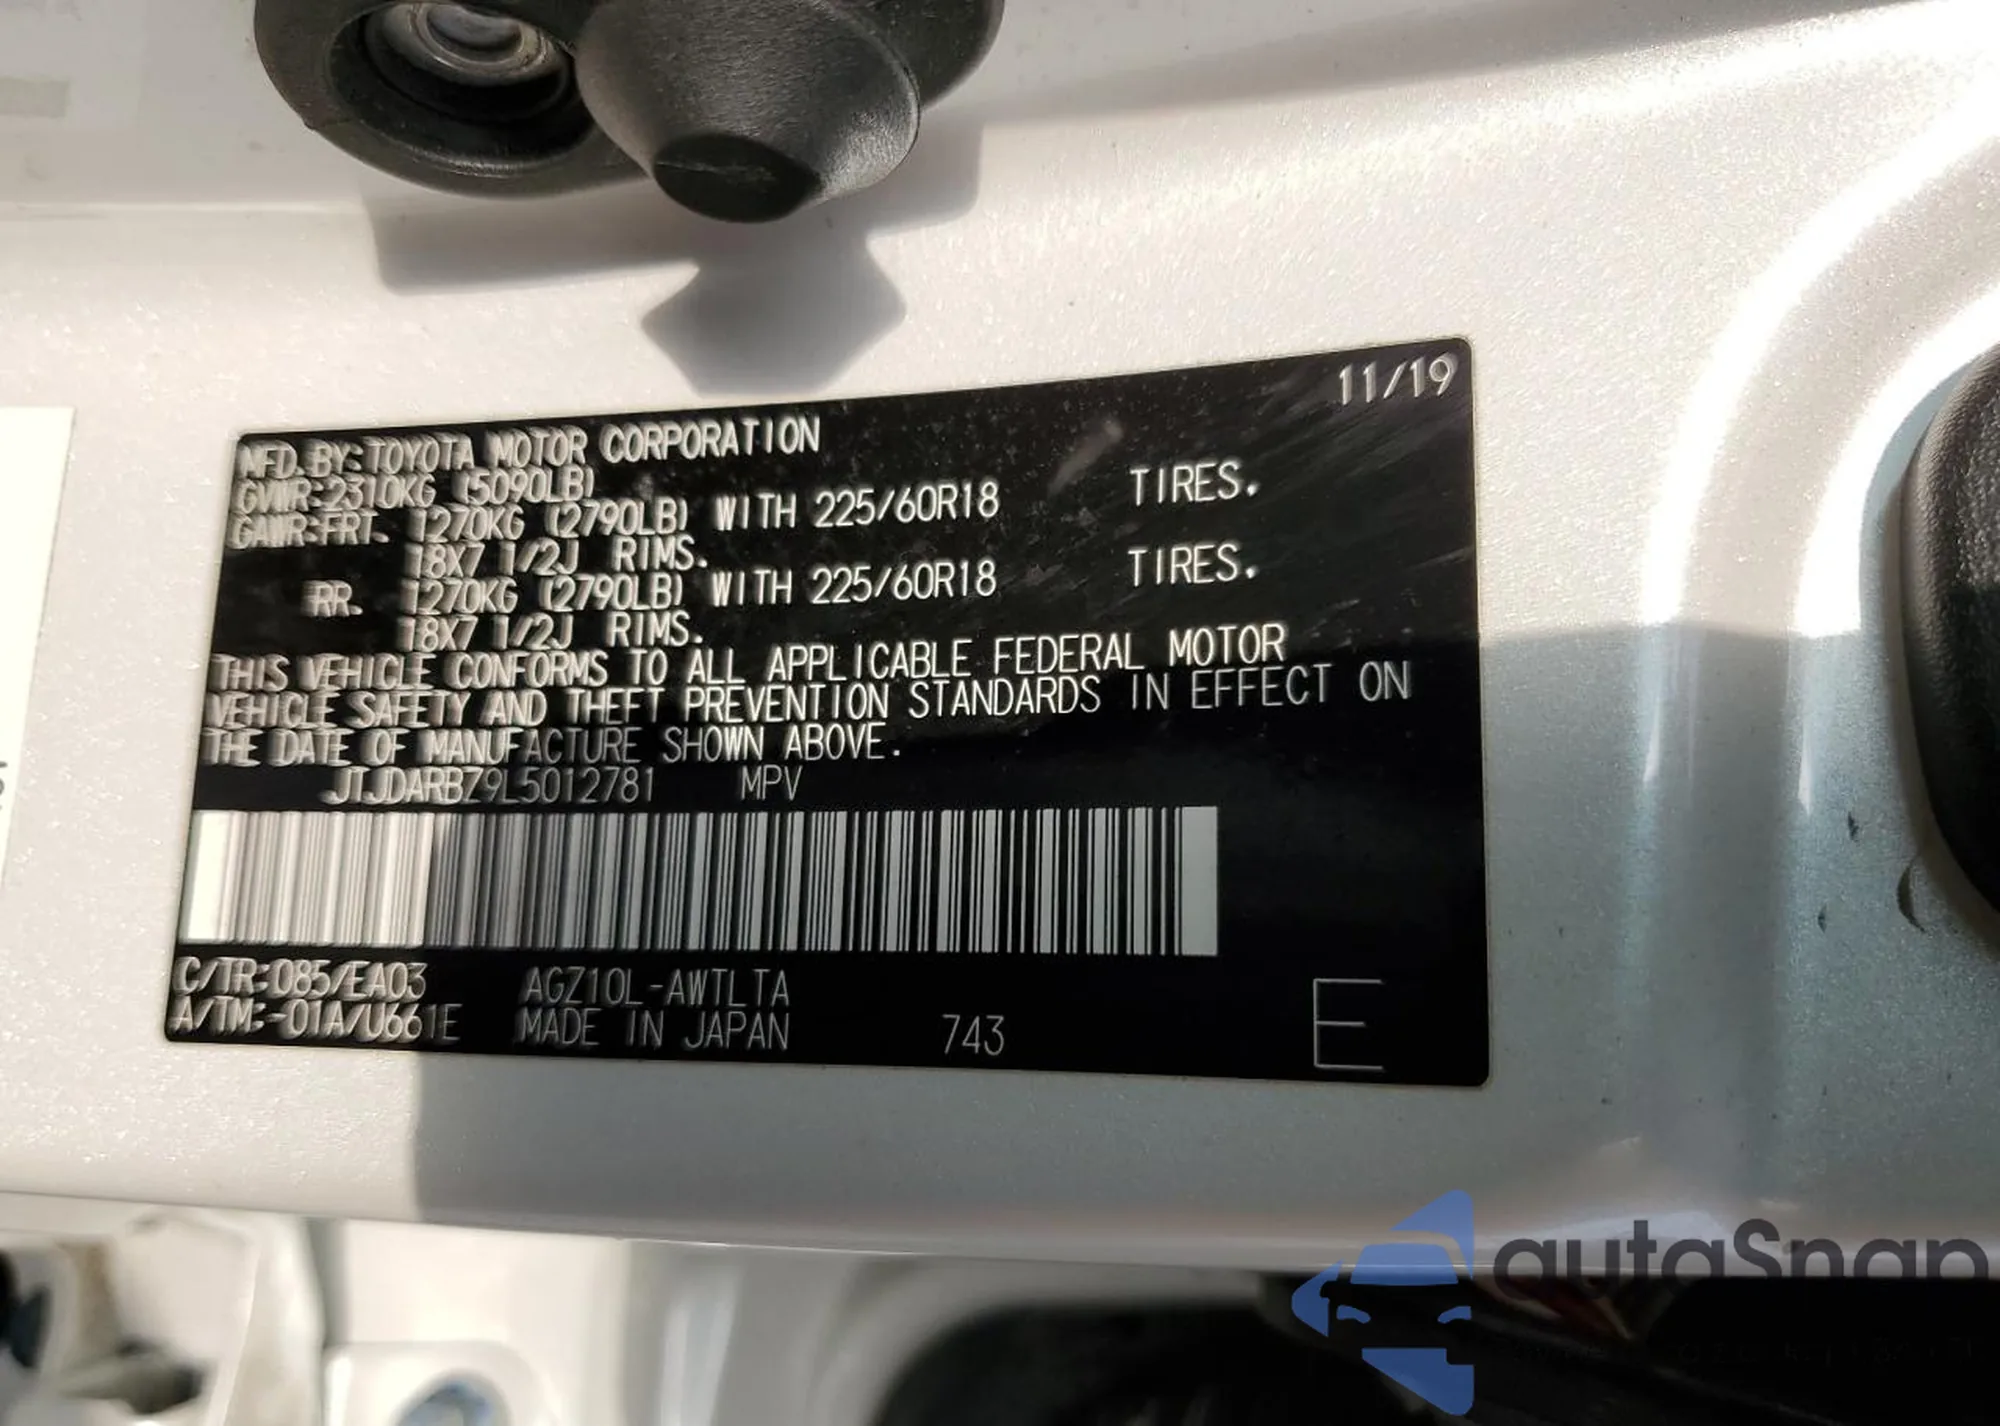 11/19
MFD. BY: TOYOTA MOTOR CORPORATION
GVWR: 2310KG (5090LB)
GAWR: FRT. 1270KG (2790LB) WITH 225/60R18 TIRES.
18X7 1/2J RIMS.
RR. 1270KG (2790LB) WITH 225/60R18 TIRES.
18X7 1/2J RIMS.
THIS VEHICLE CONFORMS TO ALL APPLICABLE FEDERAL MOTOR
VEHICLE SAFETY AND THEFT PREVENTION STANDARDS IN EFFECT ON
THE DATE OF MANUFACTURE SHOWN ABOVE.
JTJDARBZ9L5012781 MPV
C/TR: 085/EA03 AGZ10L-AWTLTA
A/TM: -01A/U661E MADE IN JAPAN 743 E
autoSnap